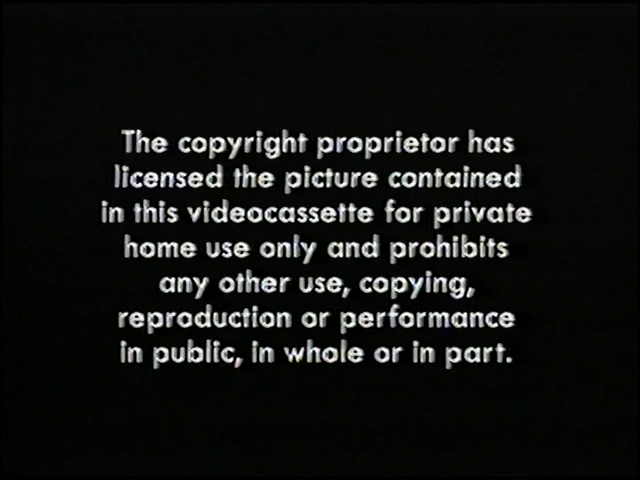 The copyright proprietor has
licensed the picture contained
in this videocassette for private
home use only and prohibits
any other use, copying,
reproduction or performance
in public, in whole or in part.